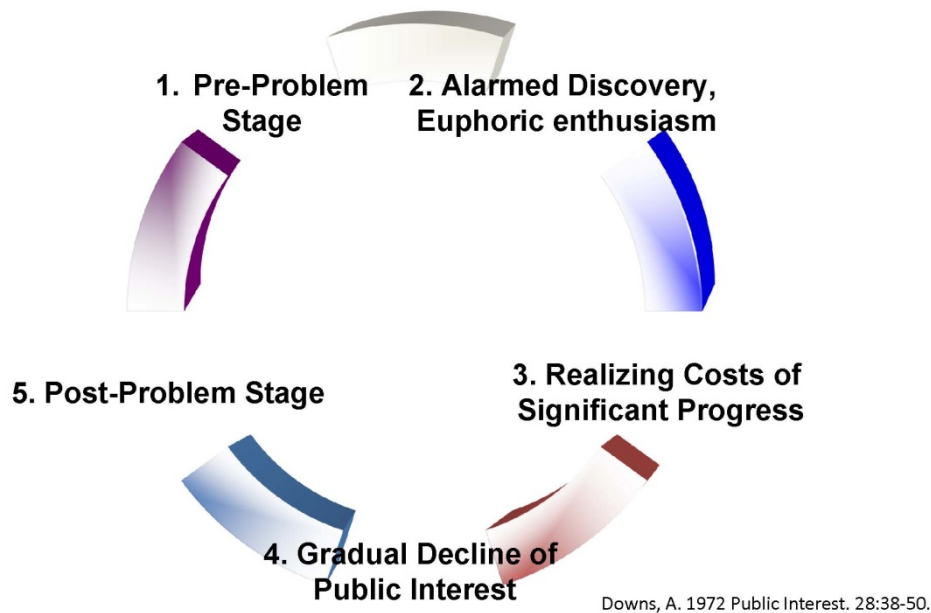 1. Pre-Problem
Stage
2. Alarmed Discovery,
Euphoric enthusiasm
3. Realizing Costs of
Significant Progress
4. Gradual Decline of
Public Interest
5. Post-Problem Stage
Downs, A. 1972 Public Interest. 28:38-50.